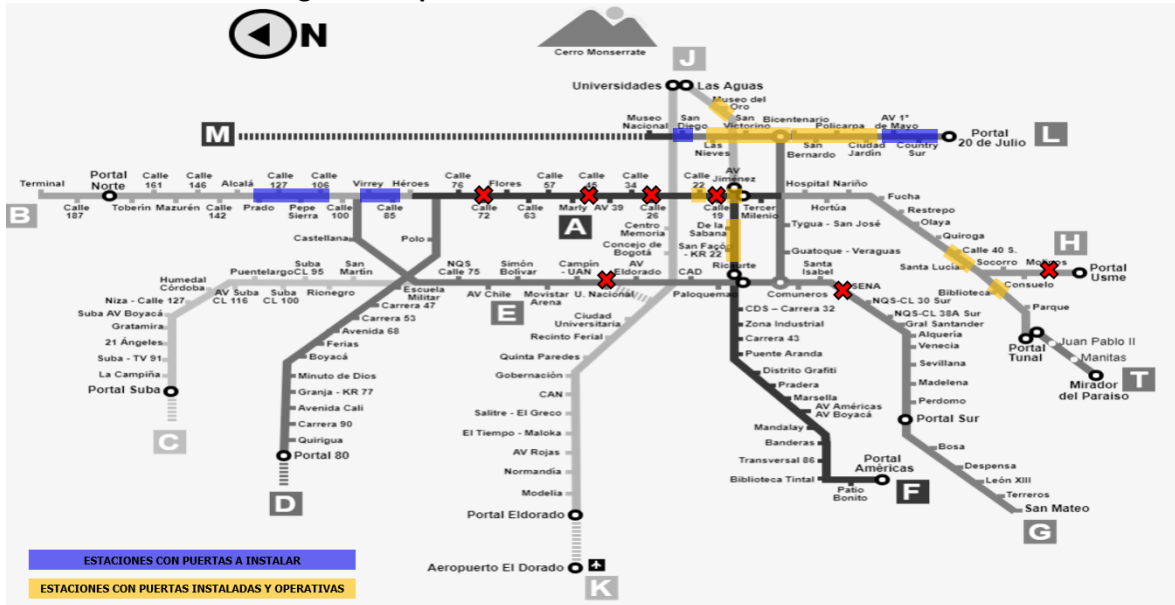 N
Cerro Monserrate
J
Universidades
Las Aguas
Museo del
Oro
M
Museo
Nacional
San
Diego
San
Victorino
Bicentenario
Policarpa
AV 1°
de Mayo
Las
Nieves
San
Bernardo
Ciudad
Jardín
Country
Sur
Portal
20 de Julio
L
Terminal
Portal
Norte
Calle
161
Calle
146
Alcalá
Calle
127
Calle
106
Virrey
Héroes
Calle
76
Flores
Calle
57
Calle
45
Calle
34
Calle
22
AV
Jiménez
Hospital Nariño
B
Calle
187
Toberín
Mazurén
Calle
142
Prado
Pepe
Sierra
Calle
100
Calle
85
Calle
72
Calle
63
Marly
AV 39
Calle
26
Calle
19
Tercer
Milenio
Hortúa
A
Fucha
Restrepo
Olaya
Quiroga
Calle 40 S.
Santa Lucia
Socorro
Molinos
Consuelo
H
Portal
Usme
Biblioteca
Parque
Portal
Tunal
Juan Pablo II
Manitas
Mirador
del Paraiso
T
Castellana
Polo
Centro
Memoria
Concejo de
Bogotá
De la
Sabana
San Façon
- KR 22
Tygua - San José
Guatoque - Veraguas
Humedal
Córdoba
Puentelargo
Suba
CL 95
San
Martín
Escuela
Militar
NQS
Calle 75
Simón
Bolivar
Campín
- UAN
AV
Eldorado
CAD
Ricaurte
Santa
Isabel
Niza - Calle 127
AV Suba
CL 116
Suba
CL 100
Rionegro
AV Chile
Movistar
Arena
U. Nacional
Paloquemao
Comuneros
SENA
E
Suba AV Boyacá
Gratamira
21 Ángeles
Suba - TV 91
La Campiña
Portal Suba
C
Carrera 47
Carrera 53
Avenida 68
Ferias
Boyacá
Minuto de Dios
Granja - KR 77
Avenida Cali
Carrera 90
Quirigua
Portal 80
D
Ciudad
Universitaria
Recinto Ferial
Quinta Paredes
Gobernación
CAN
Salitre - El Greco
El Tiempo - Maloka
AV Rojas
Normandía
Modelia
Portal Eldorado
Aeropuerto El Dorado
K
CDS – Carrera 32
Zona Industrial
Carrera 43
Puente Aranda
Distrito Grafiti
Pradera
Marsella
AV Américas
AV Boyacá
Mandalay
Banderas
Transversal 86
Biblioteca Tintal
Patio
Bonito
Portal
Américas
F
NQS-CL 30 Sur
NQS-CL 38A Sur
Gral Santander
Alquería
Venecia
Sevillana
Madelena
Perdomo
Portal Sur
Bosa
Despensa
León XIII
Terreros
San Mateo
G
ESTACIONES CON PUERTAS A INSTALAR
ESTACIONES CON PUERTAS INSTALADAS Y OPERATIVAS